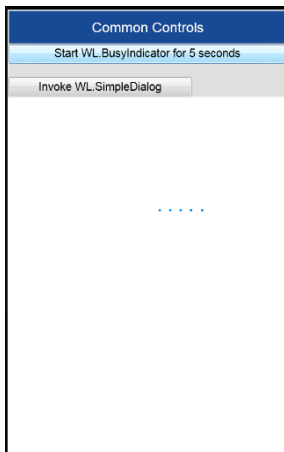 Common Controls
Start WL.BusyIndicator for 5 seconds
Invoke WL.SimpleDialog